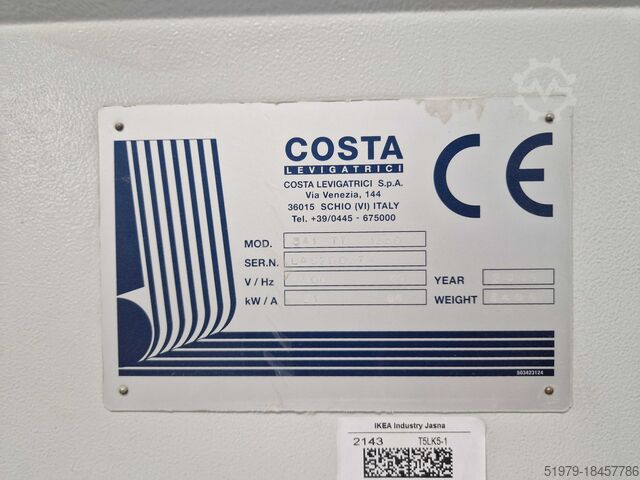 COSTA
LEVIGATRICI
COSTA LEVIGATRICI S.p.A.
Via Venezia, 144
36015 SCHIO (VI) ITALY
Tel. +39/0445 - 675000
CE
MOD.
SER.N.
V / Hz
YEAR
kW / A
WEIGHT
503423124
IKEA Industry Jasna
2143 T5LK5-1
51979-18457786